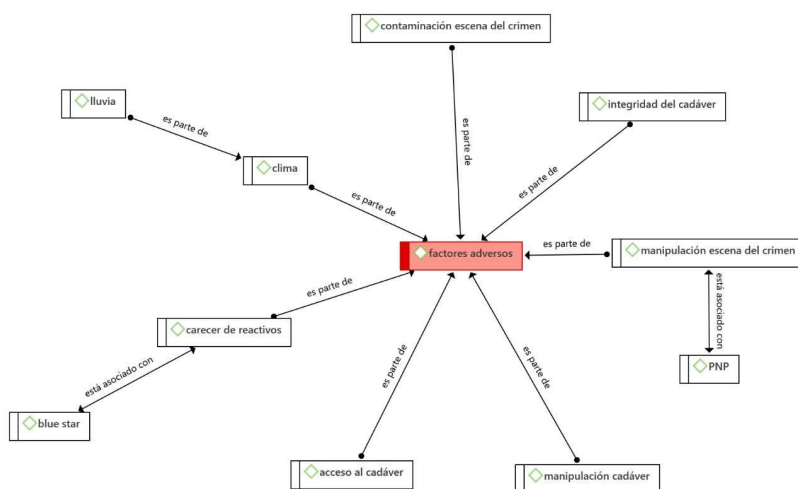 contaminación escena del crimen
lluvia
integridad del cadáver
es parte de
es parte de
clima
es parte de
es parte de
manipulación escena del crimen
factores adversos
es parte de
es parte de
está asociado con
carecer de reactivos
es parte de
es parte de
PNP
está asociado con
blue star
acceso al cadáver
manipulación cadáver